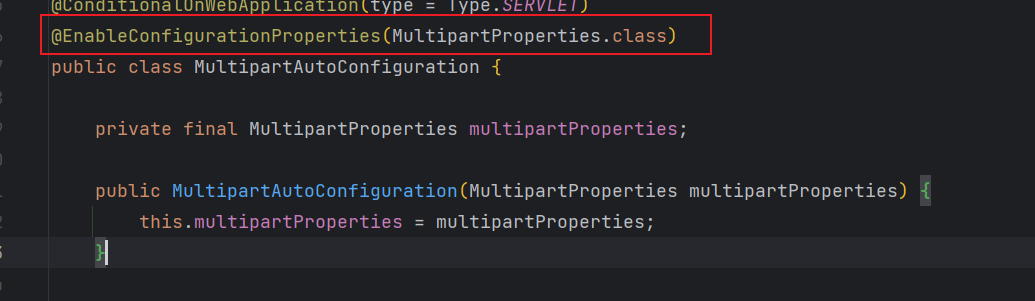 @ConditionalOnWebApplication(type = Type.SERVLET)
@EnableConfigurationProperties(MultipartProperties.class)
public class MultipartAutoConfiguration {
private final MultipartProperties multipartProperties;
public MultipartAutoConfiguration(MultipartProperties multipartProperties) {
this.multipartProperties = multipartProperties;
}